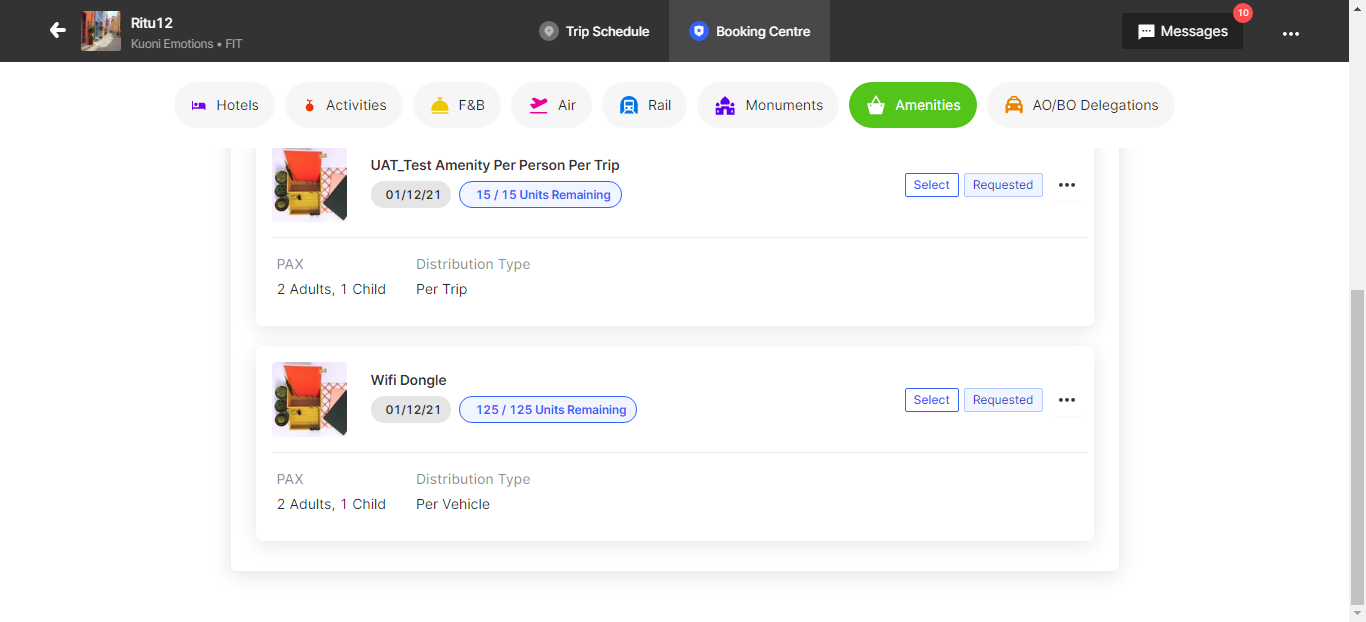 Ritu12
Kuoni Emotions • FIT
Trip Schedule
Booking Centre
Messages
10
Hotels
Activities
F&B
Air
Rail
Monuments
Amenities
AO/BO Delegations
UAT_Test Amenity Per Person Per Trip
01/12/21
15 / 15 Units Remaining
Select
Requested
PAX
Distribution Type
2 Adults, 1 Child
Per Trip
Wifi Dongle
01/12/21
125 / 125 Units Remaining
Select
Requested
PAX
Distribution Type
2 Adults, 1 Child
Per Vehicle